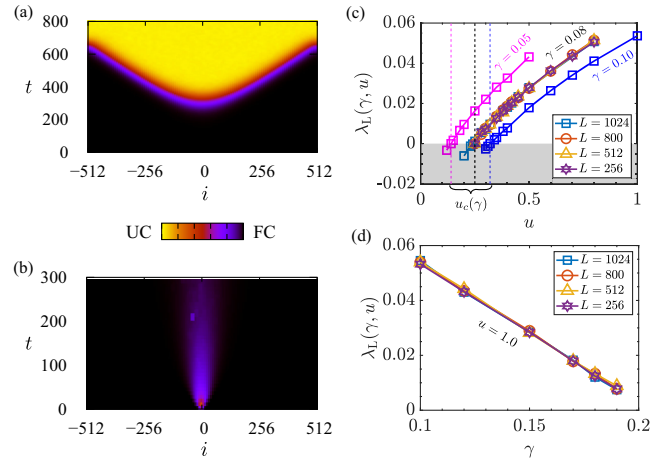 (a)
800
600
t
400
200
0
−512 −256 0 256 512
i
UC FC
(b)
300
200
t
100
0
−512 −256 0 256 512
i
(c)
0.06
0.04
0.02
0
−0.02
λ_L(γ, u)
γ = 0.05
γ = 0.08
γ = 0.10
L = 1024
L = 800
L = 512
L = 256
u_c(γ)
0 0.5 1
u
(d)
0.06
0.04
0.02
0
λ_L(γ, u)
u = 1.0
L = 1024
L = 800
L = 512
L = 256
0.1 0.15 0.2
γ